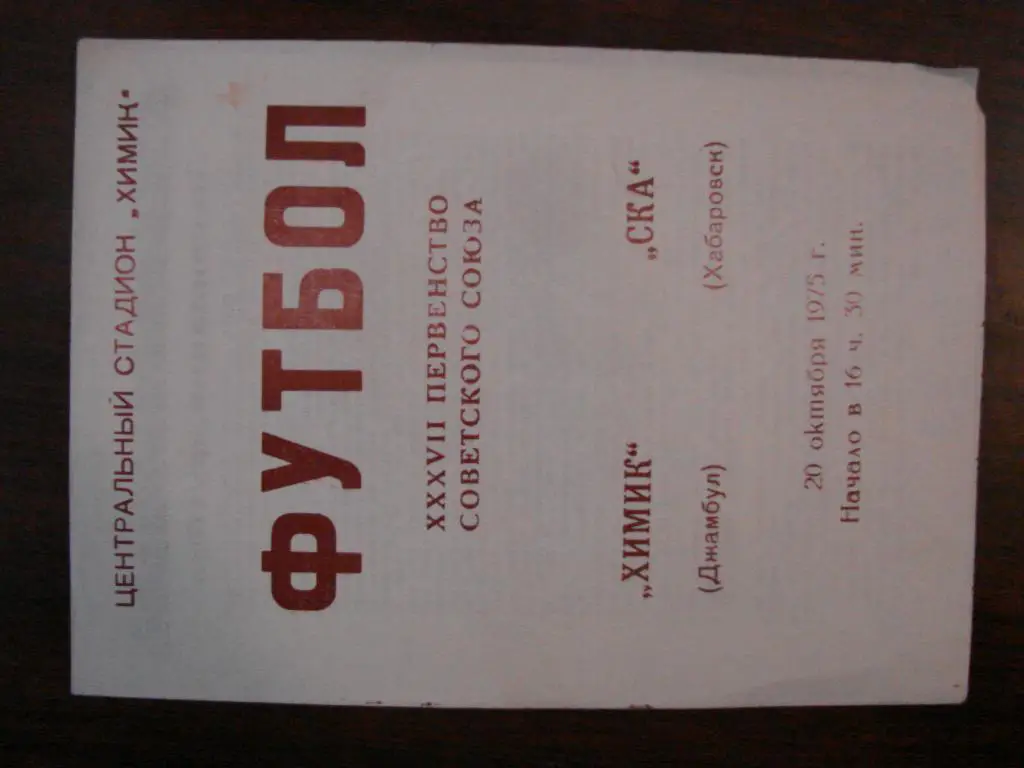 ЦЕНТРАЛЬНЫЙ СТАДИОН „ХИМИК"
ФУТБОЛ
XXXVII ПЕРВЕНСТВО
СОВЕТСКОГО СОЮЗА
„ХИМИК“ „СКА“
(Джамбул) (Хабаровск)
20 октября 1975 г.
Начало в 16 ч. 30 мин.